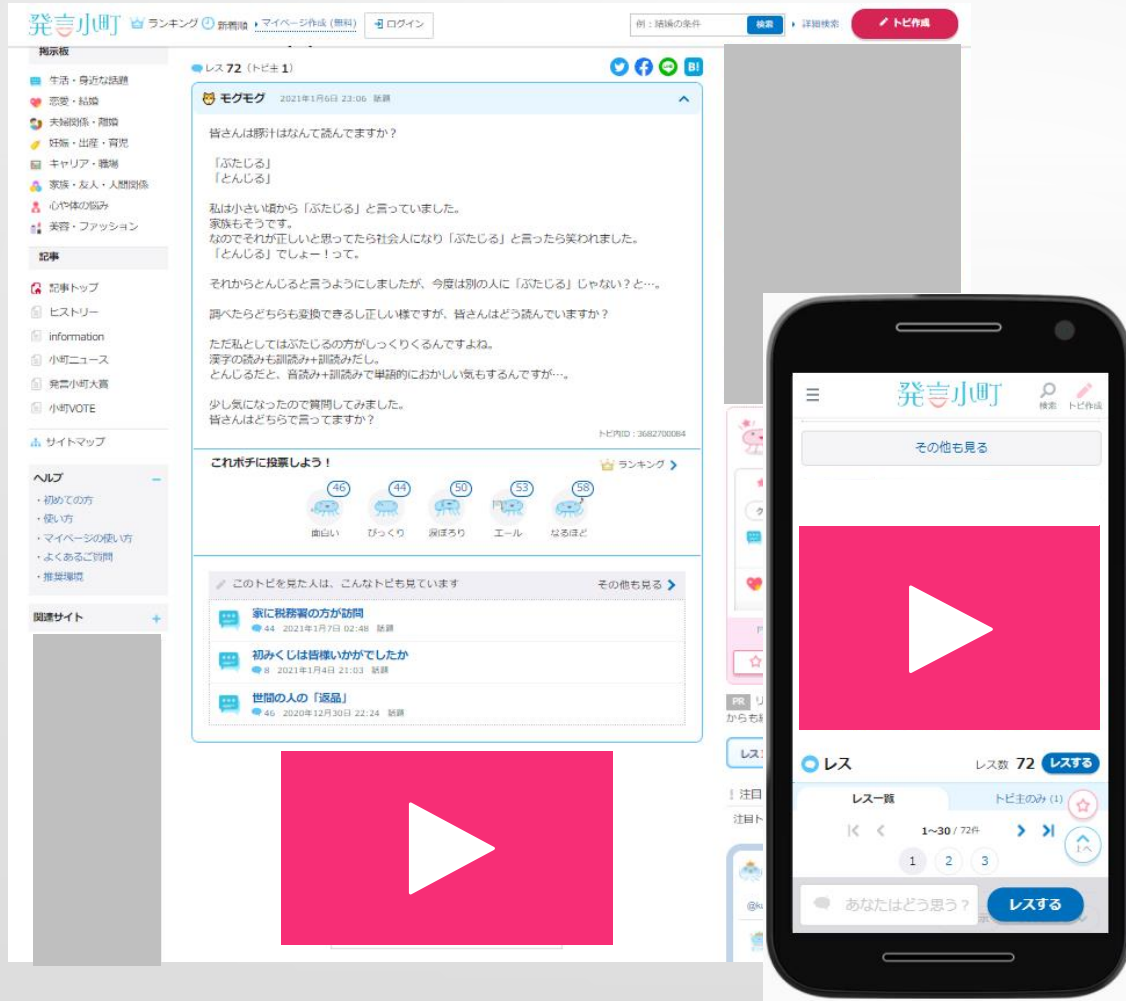 発言小町
ランキング
新着順
マイページ作成 (無料)
ログイン
例：結婚の条件
検索
詳細検索
トピ作成
掲示板
生活・身近な話題
恋愛・結婚
夫婦関係・離婚
妊娠・出産・育児
キャリア・職場
家族・友人・人間関係
心や体の悩み
美容・ファッション
記事
記事トップ
ヒストリー
information
小町ニュース
発言小町大賞
小町VOTE
サイトマップ
ヘルプ
・初めての方
・使い方
・マイページの使い方
・よくあるご質問
・推奨環境
関連サイト
レス 72 (トピ主 1)
B!
モグモグ 2021年1月6日 23:06 話題
皆さんは豚汁はなんて読んでますか？
「ぶたじる」
「とんじる」
私は小さい頃から「ぶたじる」と言っていました。
家族もそうです。
なのでそれが正しいと思ってたら社会人になり「ぶたじる」と言ったら笑われました。
「とんじる」でしょー！って。
それからとんじると言うようにしましたが、今度は別の人に「ぶたじる」じゃない？と…。
調べたらどちらも変換できるし正しい様ですが、皆さんはどう読んでいますか？
ただ私としてはぶたじるの方がしっくりくるんですよね。
漢字の読みも訓読み+訓読みだし。
とんじるだと、音読み+訓読みで単語的におかしい気もするんですが…。
少し気になったので質問してみました。
皆さんはどちらで言ってますか？
トピ内ID：3682700084
これポチに投票しよう！
ランキング
46 44 50 53 58
面白い びっくり 涙ぽろり エール なるほど
このトピを見た人は、こんなトピも見ています その他も見る
家に税務署の方が訪問
44 2021年1月7日 02:48 話題
初みくじは皆様いかがでしたか
8 2021年1月4日 21:03 話題
世間の人の「返品」
46 2020年12月30日 22:24 話題
PR
からも
レス
注目
注目ト
発言小町
検索 トピ作成
その他も見る
レス
レス数 72 レスする
レス一覧
トピ主のみ (1)
1～30 / 72件
1 2 3
あなたはどう思う？
レスする